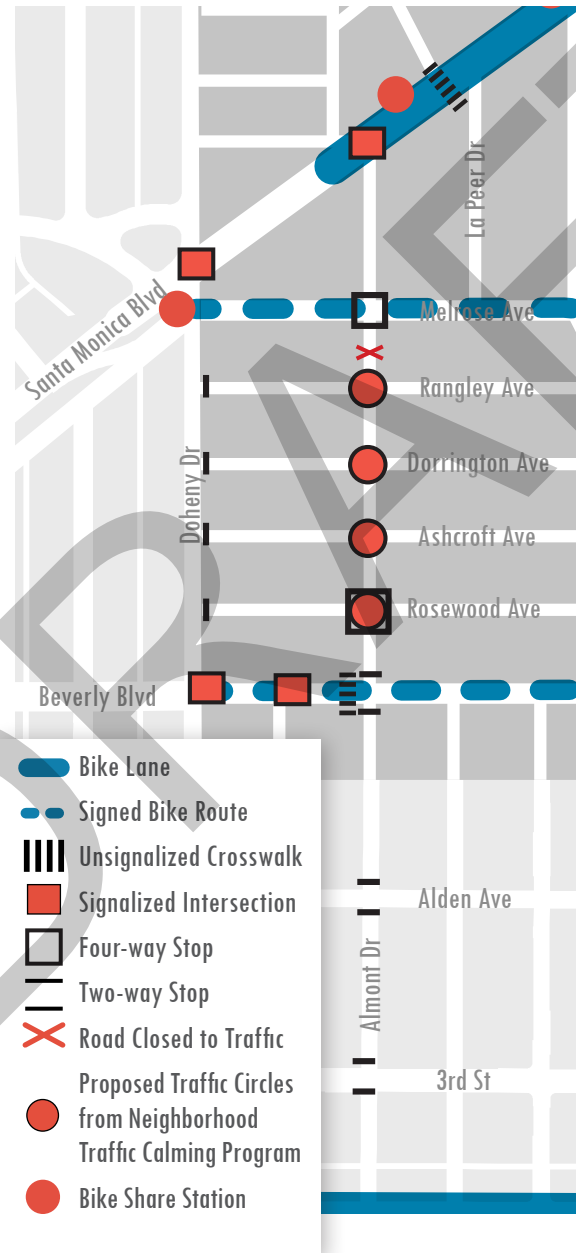 La Peer Dr
Santa Monica Blvd
Melrose Ave
Rangley Ave
Doheny Dr
Dorrington Ave
Ashcroft Ave
Rosewood Ave
Beverly Blvd
Bike Lane
Signed Bike Route
Unsignalized Crosswalk
Signalized Intersection
Alden Ave
Four-way Stop
Almont Dr
Two-way Stop
Road Closed to Traffic
3rd St
Proposed Traffic Circles
from Neighborhood
Traffic Calming Program
Bike Share Station
DRAFT